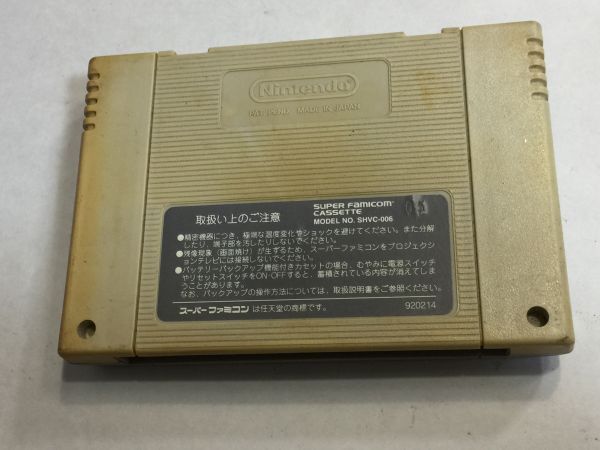 Nintendo
PAT. PEND. MADE IN JAPAN
取扱い上のご注意
SUPER FAMICOM
CASSETTE
MODEL NO. SHVC-006
●精密機器につき、極端な温度変化やショックを避けてください。また分解
したり、端子部を汚したりしないでください。
●残像現象(画面焼け)が生ずるため、スーパーファミコンをプロジェクショ
ンテレビには接続しないでください。
●バッテリーバックアップ機能付きカセットの場合、むやみに電源スイッチ
やリセットスイッチをON・OFFすると、蓄積されている内容が消えてしま
うことがあります。
なお、バックアップの操作方法については、取扱説明書をご参照ください。
スーパーファミコンは任天堂の商標です。
920214